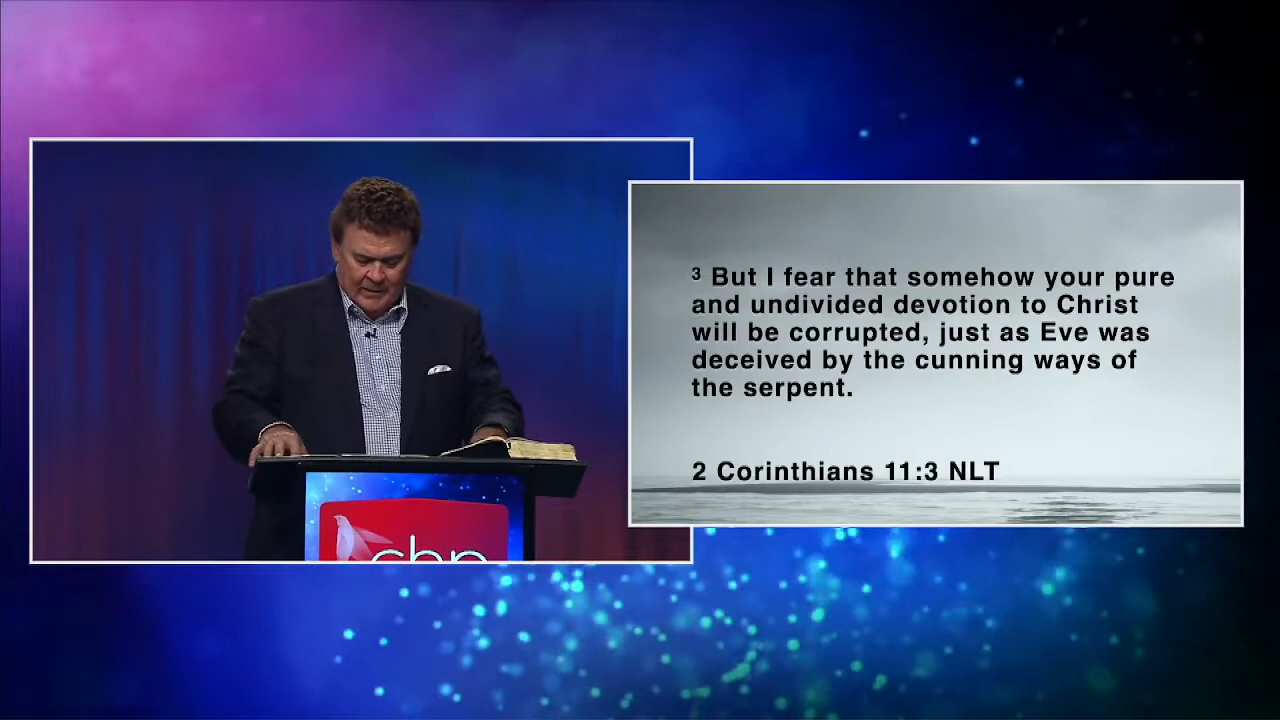 3 But I fear that somehow your pure
and undivided devotion to Christ
will be corrupted, just as Eve was
deceived by the cunning ways of
the serpent.
2 Corinthians 11:3 NLT
cbn